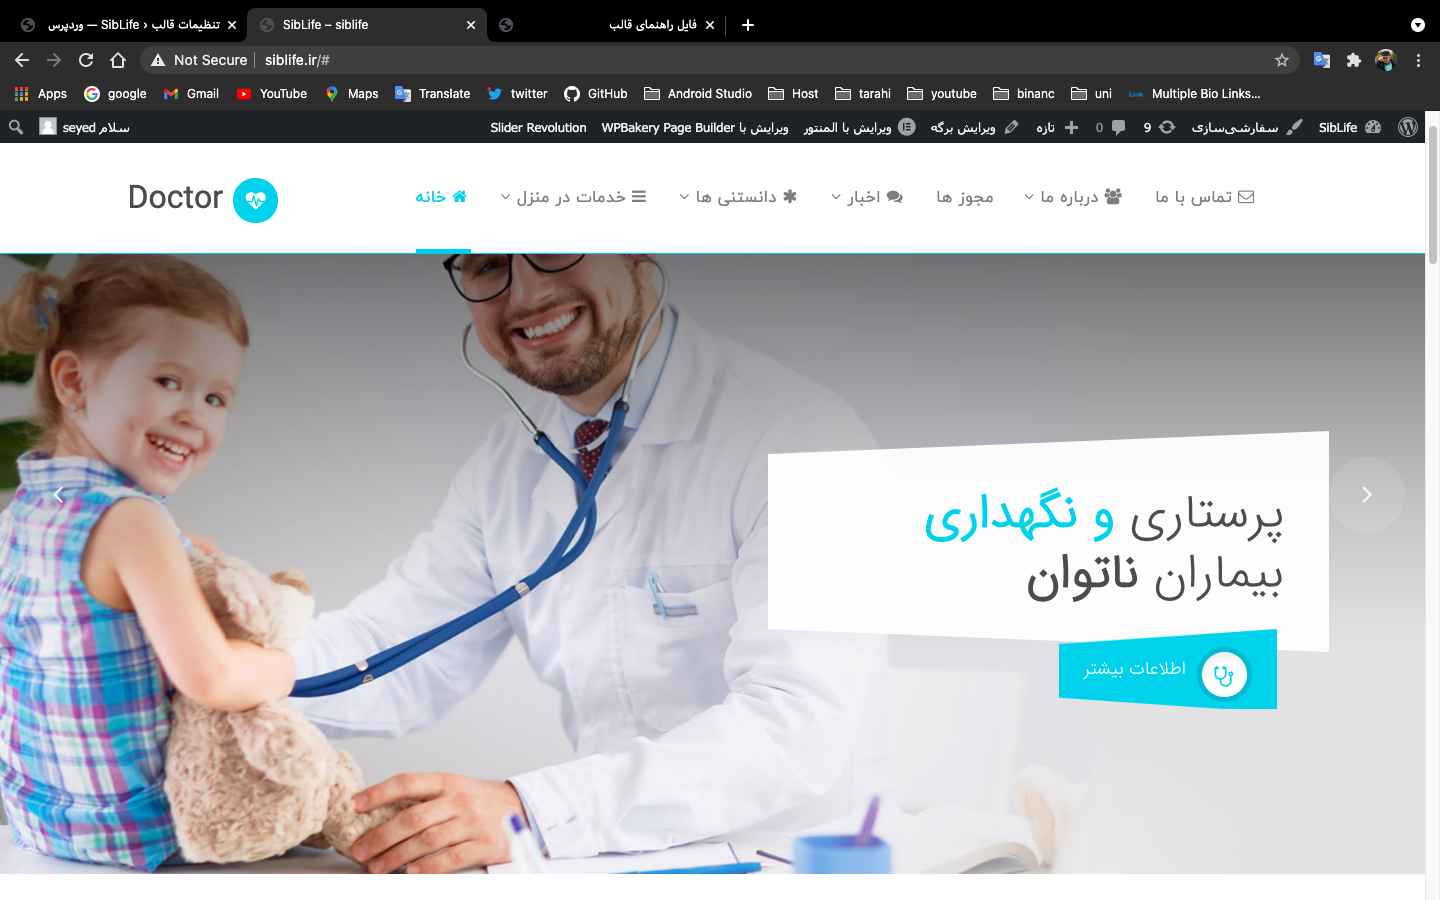 تنظیمات قالب ‹ SibLife — وردپرس
SibLife – siblife
فایل راهنمای قالب
Not Secure | siblife.ir/#
Apps google Gmail YouTube Maps Translate twitter GitHub Android Studio Host tarahi youtube binanc uni Multiple Bio Links...
SibLife سفارشی‌سازی 9 0 تازه ویرایش برگه ویرایش با المنتور ویرایش با WPBakery Page Builder Slider Revolution سلام seyed
Doctor
خانه خدمات در منزل دانستنی ها اخبار مجوز ها درباره ما تماس با ما
پرستاری و نگهداری
بیماران ناتوان
اطلاعات بیشتر